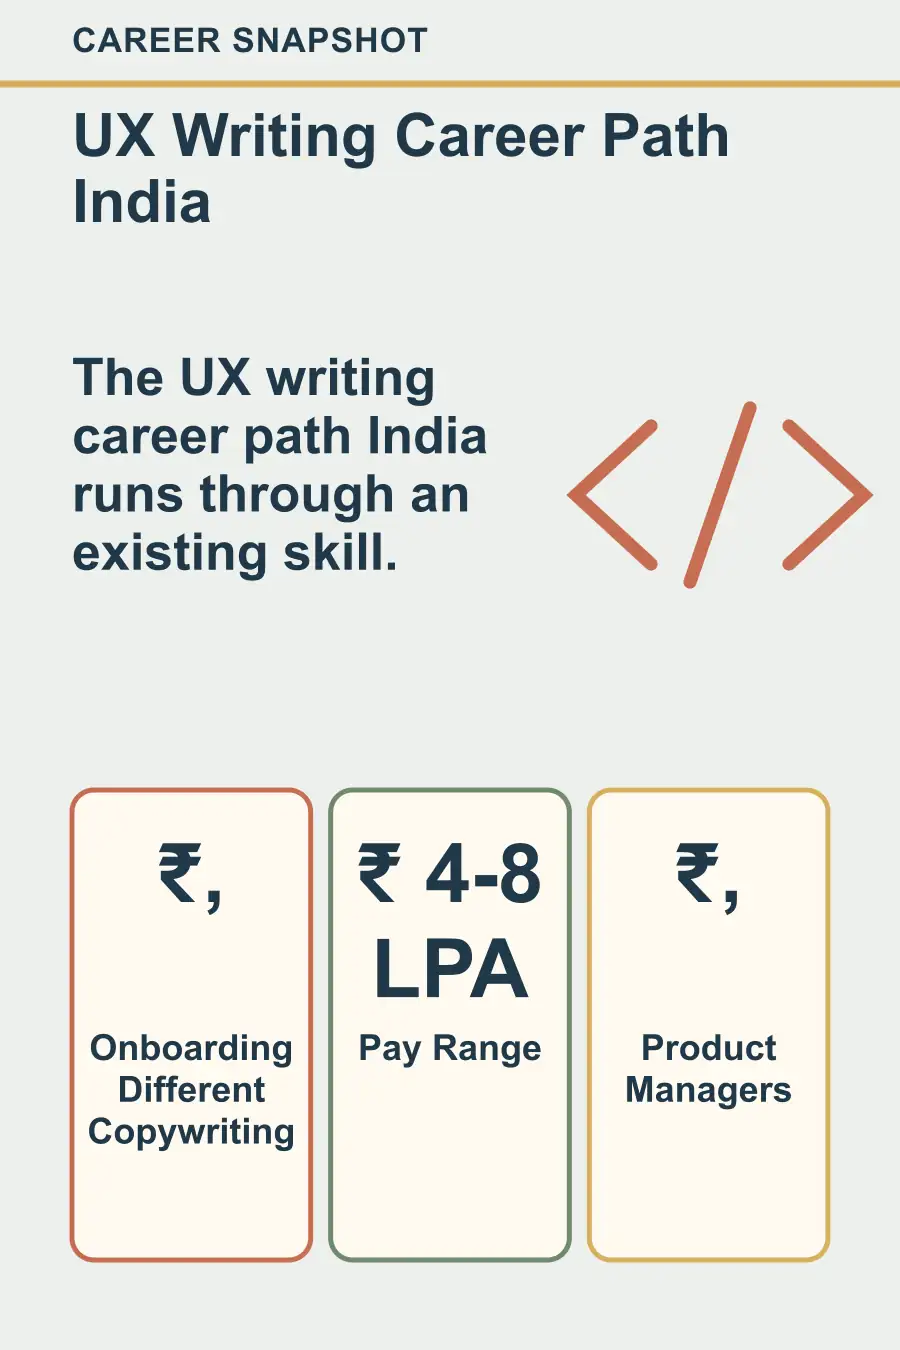 CAREER SNAPSHOT
UX Writing Career Path
India
The UX writing
career path India
runs through an
existing skill.
₹,
Onboarding
Different
Copywriting
₹ 4-8
LPA
Pay Range
₹,
Product
Managers